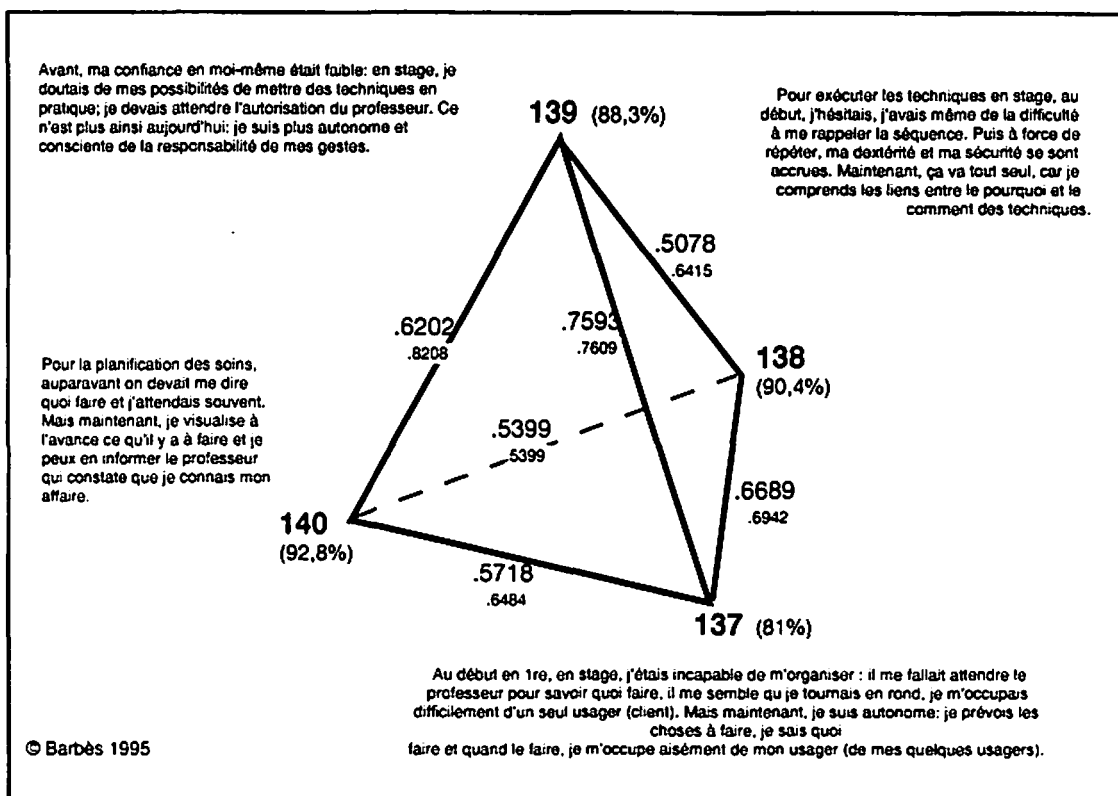 Avant, ma confiance en moi-même était faible: en stage, je
doutais de mes possibilités de mettre des techniques en
pratique; je devais attendre l'autorisation du professeur. Ce
n'est plus ainsi aujourd'hui: je suis plus autonome et
consciente de la responsabilité de mes gestes.
139 (88,3%)
Pour exécuter les techniques en stage, au
début, j'hésitais, j'avais même de la difficulté
à me rappeler la séquence. Puis à force de
répéter, ma dextérité et ma sécurité se sont
accrues. Maintenant, ça va tout seul, car je
comprends les liens entre le pourquoi et le
comment des techniques.
.5078
.6415
.6202
.8208
.7593
.7609
138
(90,4%)
Pour la planification des soins,
auparavant on devait me dire
quoi faire et j'attendais souvent.
Mais maintenant, je visualise à
l'avance ce qu'il y a à faire et je
peux en informer le professeur
qui constate que je connais mon
affaire.
.5399
5399
.6689
.6942
140
(92,8%)
.5718
.6484
137 (81%)
Au début en 1re, en stage, j'étais incapable de m'organiser : il me fallait attendre le
professeur pour savoir quoi faire, il me semble qu je tournais en rond, je m'occupais
difficilement d'un seul usager (client). Mais maintenant, je suis autonome: je prévois les
choses à faire, je sais quoi
faire et quand le faire, je m'occupe aisément de mon usager (de mes quelques usagers).
© Barbès 1995